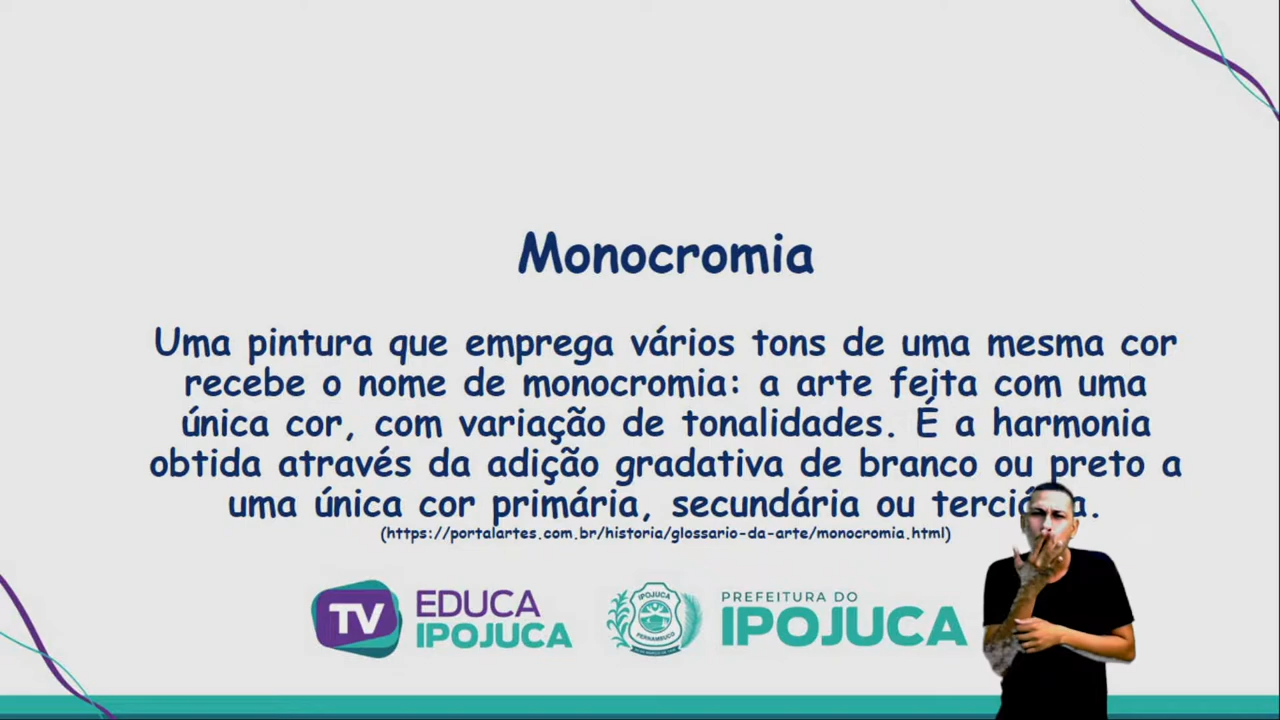 Monocromia
Uma pintura que emprega vários tons de uma mesma cor
recebe o nome de monocromia: a arte feita com uma
única cor, com variação de tonalidades. É a harmonia
obtida através da adição gradativa de branco ou preto a
uma única cor primária, secundária ou
(https://portalartes.com.br/historia/glossario-da-arte/monocromia.html)
TV EDUCA
IPOJUCA
IPOJUCA
PERNAMBUCO
PREFEITURA DO
IPOJUCA